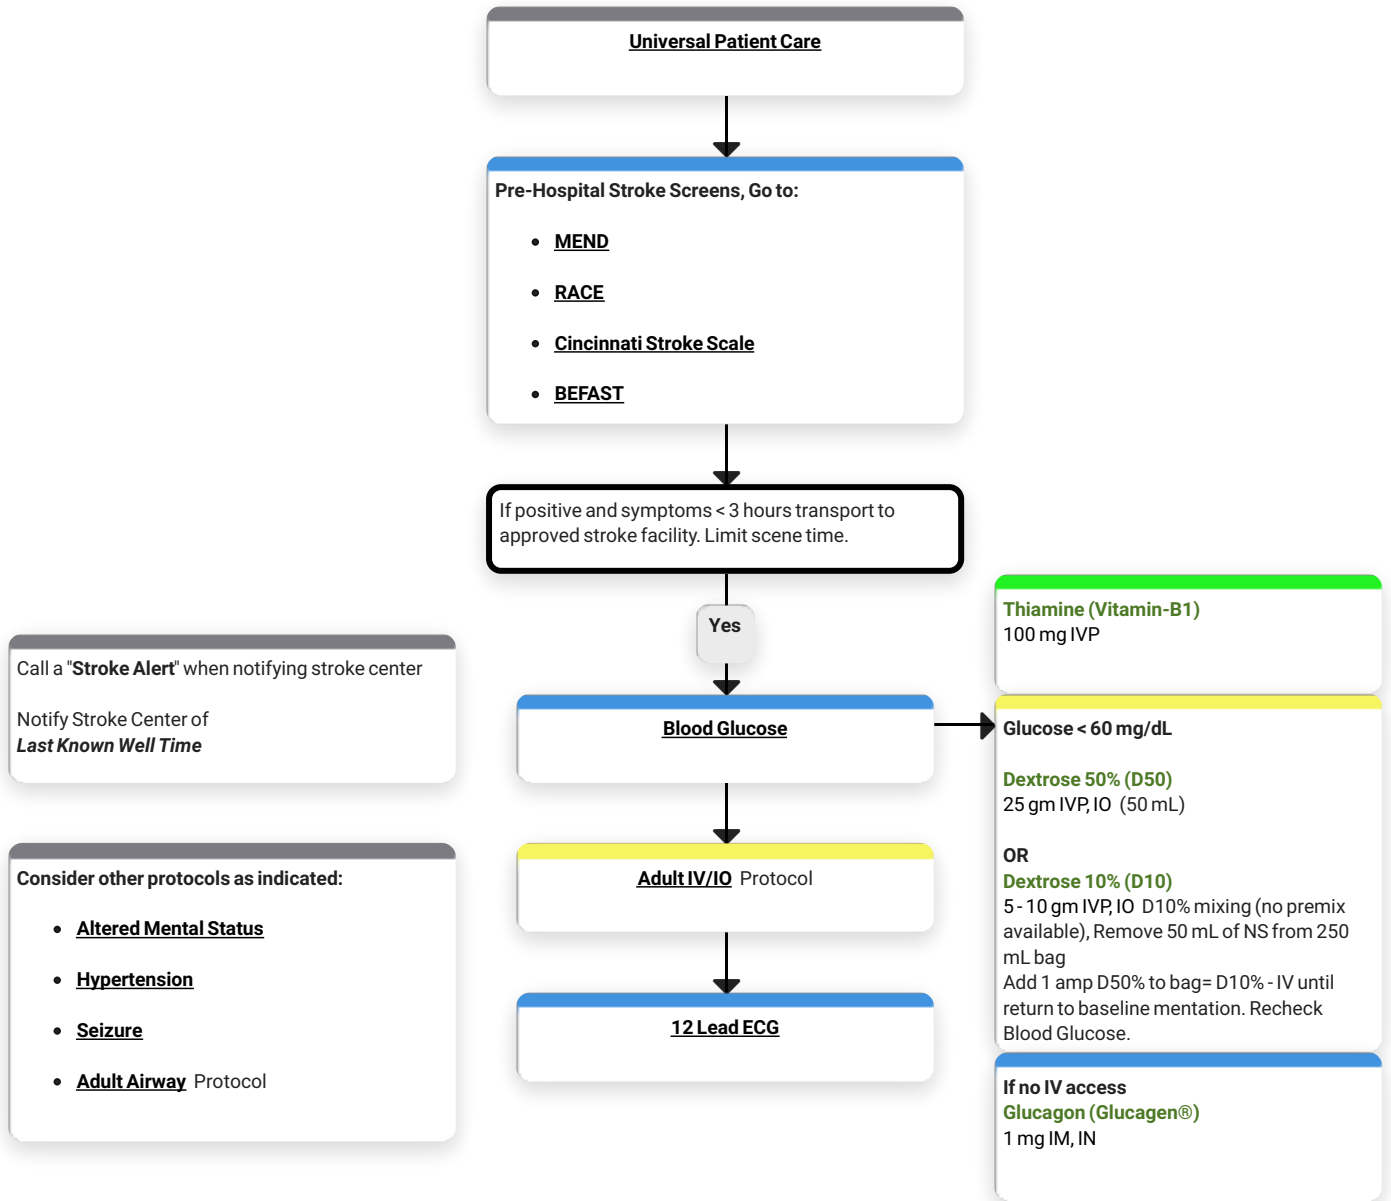 Universal Patient Care
Pre-Hospital Stroke Screens, Go to:
MEND
RACE
Cincinnati Stroke Scale
BEFAST
If positive and symptoms < 3 hours transport to
approved stroke facility. Limit scene time.
Yes
Call a "Stroke Alert" when notifying stroke center
Notify Stroke Center of
Last Known Well Time
Consider other protocols as indicated:
Altered Mental Status
Hypertension
Seizure
Adult Airway Protocol
Blood Glucose
Adult IV/IO Protocol
12 Lead ECG
Thiamine (Vitamin-B1)
100 mg IVP
Glucose < 60 mg/dL
Dextrose 50% (D50)
25 gm IVP, IO (50 mL)
OR
Dextrose 10% (D10)
5 - 10 gm IVP, IO D10% mixing (no premix
available), Remove 50 mL of NS from 250
mL bag
Add 1 amp D50% to bag= D10% - IV until
return to baseline mentation. Recheck
Blood Glucose.
If no IV access
Glucagon (Glucagen®)
1 mg IM, IN